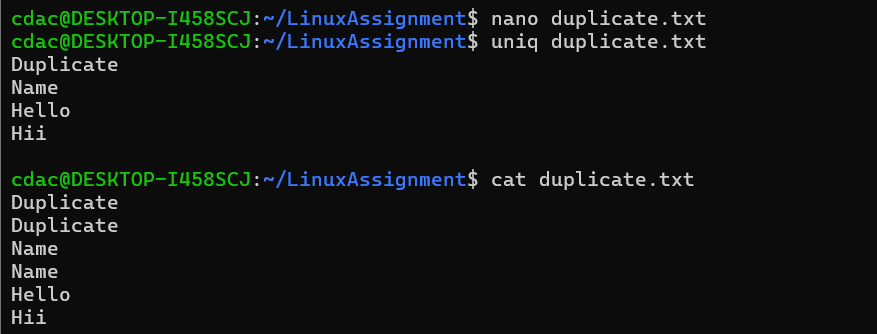 cdac@DESKTOP-I458SCJ:~/LinuxAssignment$ nano duplicate.txt
cdac@DESKTOP-I458SCJ:~/LinuxAssignment$ uniq duplicate.txt
Duplicate
Name
Hello
Hii

cdac@DESKTOP-I458SCJ:~/LinuxAssignment$ cat duplicate.txt
Duplicate
Duplicate
Name
Name
Hello
Hii